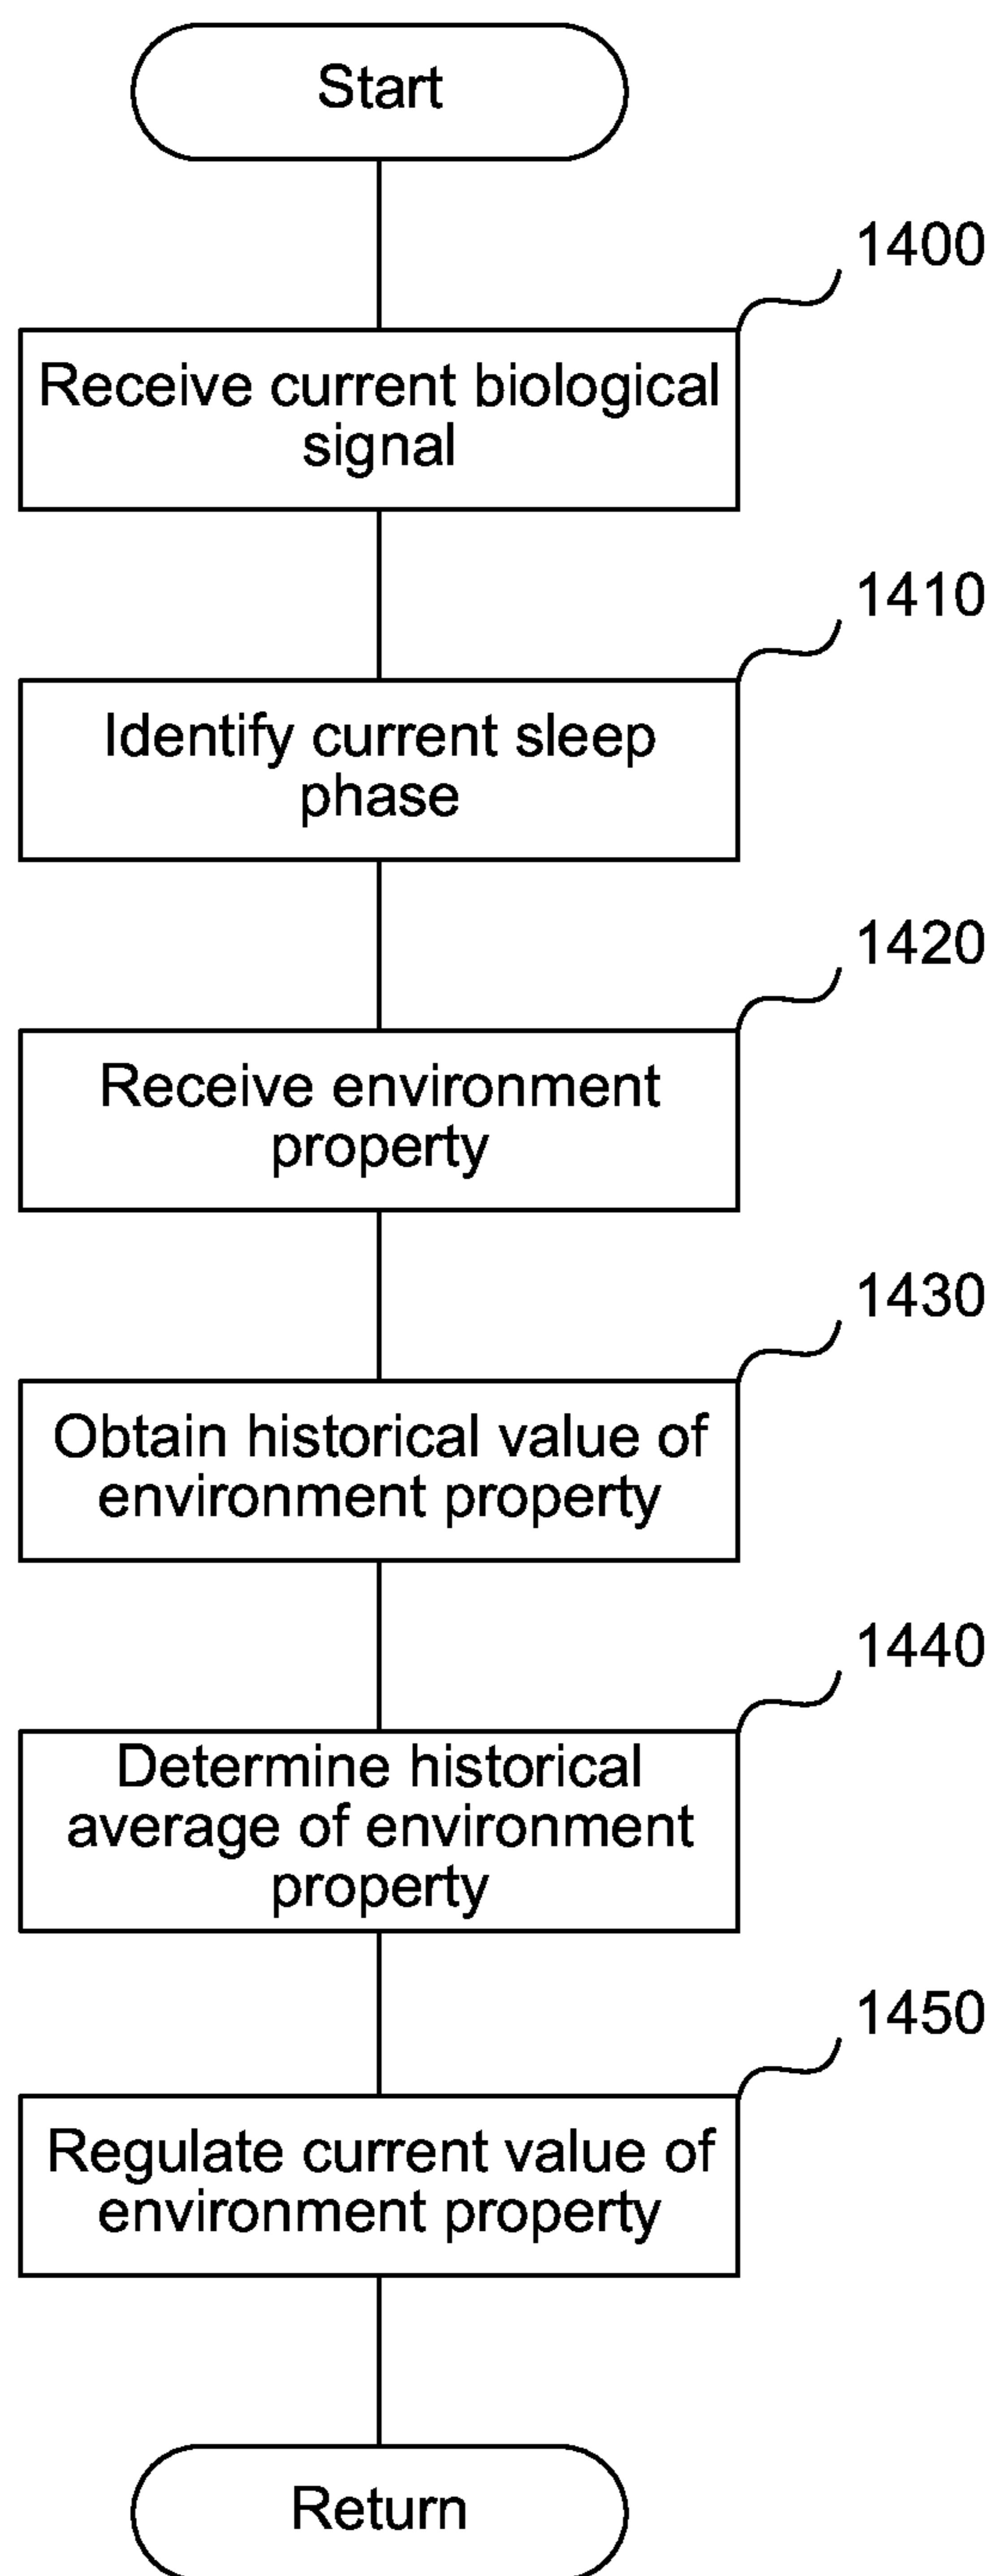 Start
1400
Receive current biological
signal
1410
Identify current sleep
phase
1420
Receive environment
property
1430
Obtain historical value of
environment property
1440
Determine historical
average of environment
property
1450
Regulate current value of
environment property
Return